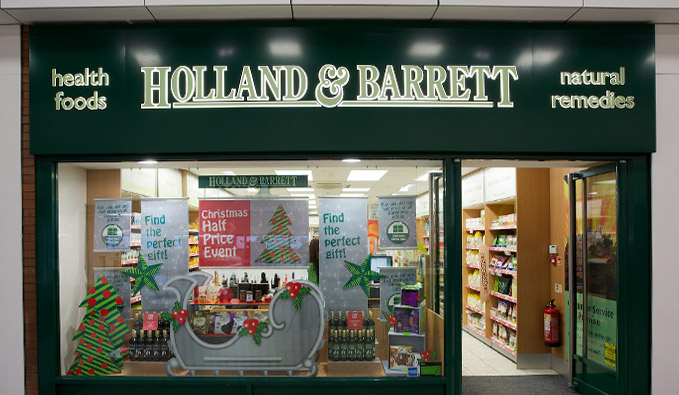 health
foods
HOLLAND & BARRETT
natural
remedies
HOLLAND & BARRETT
Find
the
perfect
gift!
Christmas
Half
Price
Event
Find
the
perfect
gift!
Service